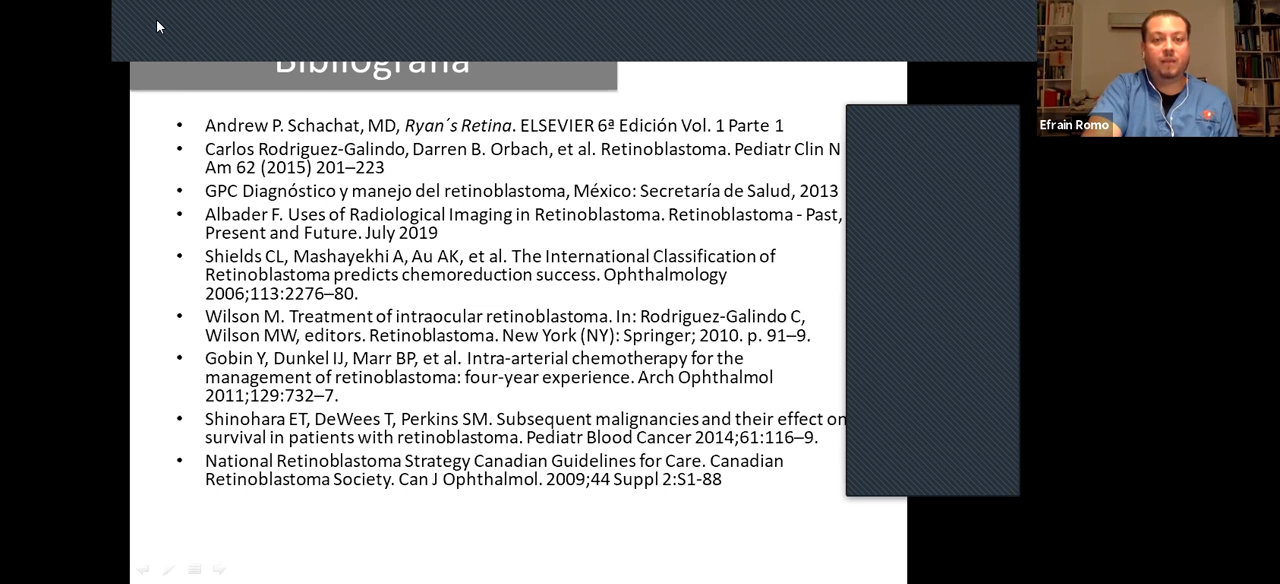 Bibliografía
• Andrew P. Schachat, MD, Ryan´s Retina. ELSEVIER 6ª Edición Vol. 1 Parte 1
• Carlos Rodriguez-Galindo, Darren B. Orbach, et al. Retinoblastoma. Pediatr Clin N
Am 62 (2015) 201–223
• GPC Diagnóstico y manejo del retinoblastoma, México: Secretaría de Salud, 2013
• Albader F. Uses of Radiological Imaging in Retinoblastoma. Retinoblastoma - Past,
Present and Future. July 2019
• Shields CL, Mashayekhi A, Au AK, et al. The International Classification of
Retinoblastoma predicts chemoreduction success. Ophthalmology
2006;113:2276–80.
• Wilson M. Treatment of intraocular retinoblastoma. In: Rodriguez-Galindo C,
Wilson MW, editors. Retinoblastoma. New York (NY): Springer; 2010. p. 91–9.
• Gobin Y, Dunkel IJ, Marr BP, et al. Intra-arterial chemotherapy for the
management of retinoblastoma: four-year experience. Arch Ophthalmol
2011;129:732–7.
• Shinohara ET, DeWees T, Perkins SM. Subsequent malignancies and their effect on
survival in patients with retinoblastoma. Pediatr Blood Cancer 2014;61:116–9.
• National Retinoblastoma Strategy Canadian Guidelines for Care. Canadian
Retinoblastoma Society. Can J Ophthalmol. 2009;44 Suppl 2:S1-88
Efrain Romo